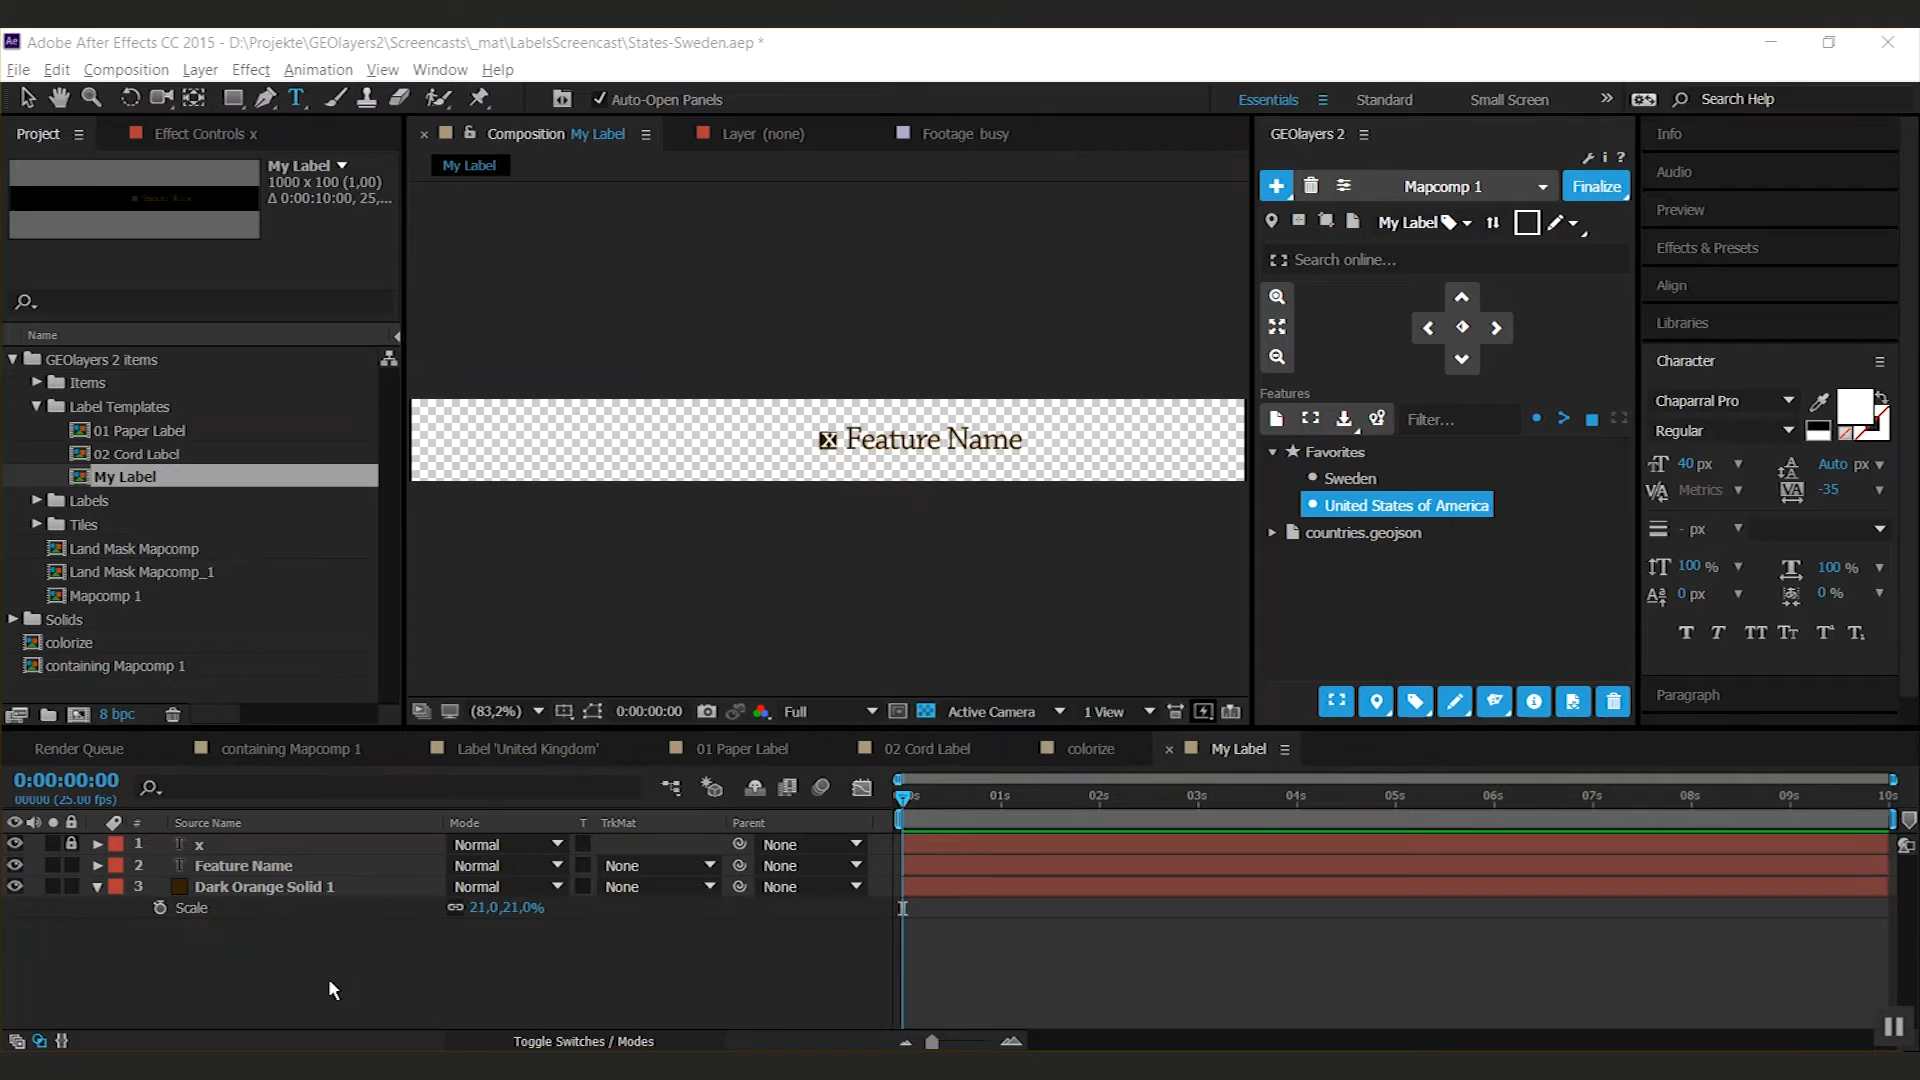 Adobe After Effects CC 2015 - D:\Projekte\GEOlayers2\Screencasts\_mat\LabelsScreencast\States-Sweden.aep *
File Edit Composition Layer Effect Animation View Window Help
Auto-Open Panels
Essentials Standard Small Screen Search Help
Project
Effect Controls x
My Label
1000 x 100 (1,00)
Δ 0:00:10:00, 25,...
Name
GEOlayers 2 items
Items
Label Templates
01 Paper Label
02 Cord Label
My Label
Labels
Tiles
Land Mask Mapcomp
Land Mask Mapcomp_1
Mapcomp 1
Solids
colorize
containing Mapcomp 1
8 bpc
Composition My Label
Layer (none)
Footage busy
My Label
x Feature Name
(83,2%) 0:00:00:00 Full Active Camera 1 View
GEOlayers 2
Mapcomp 1 Finalize
My Label
Search online...
Features
Filter...
Favorites
Sweden
United States of America
countries.geojson
Info
Audio
Preview
Effects & Presets
Align
Libraries
Character
Chaparral Pro
Regular
40 px Auto px
Metrics -35
- px
100 % 100 %
0 px 0 %
T T TT Tt T¹ T₁
Paragraph
Render Queue containing Mapcomp 1 Label 'United Kingdom' 01 Paper Label 02 Cord Label colorize My Label
0:00:00:00
00000 (25.00 fps)
01s 02s 03s 04s 05s 06s 07s 08s 09s 10s
# Source Name Mode T TrkMat Parent
1 T x Normal None
2 T Feature Name Normal None None
3 Dark Orange Solid 1 Normal None None
Scale 21,0,21,0%
Toggle Switches / Modes